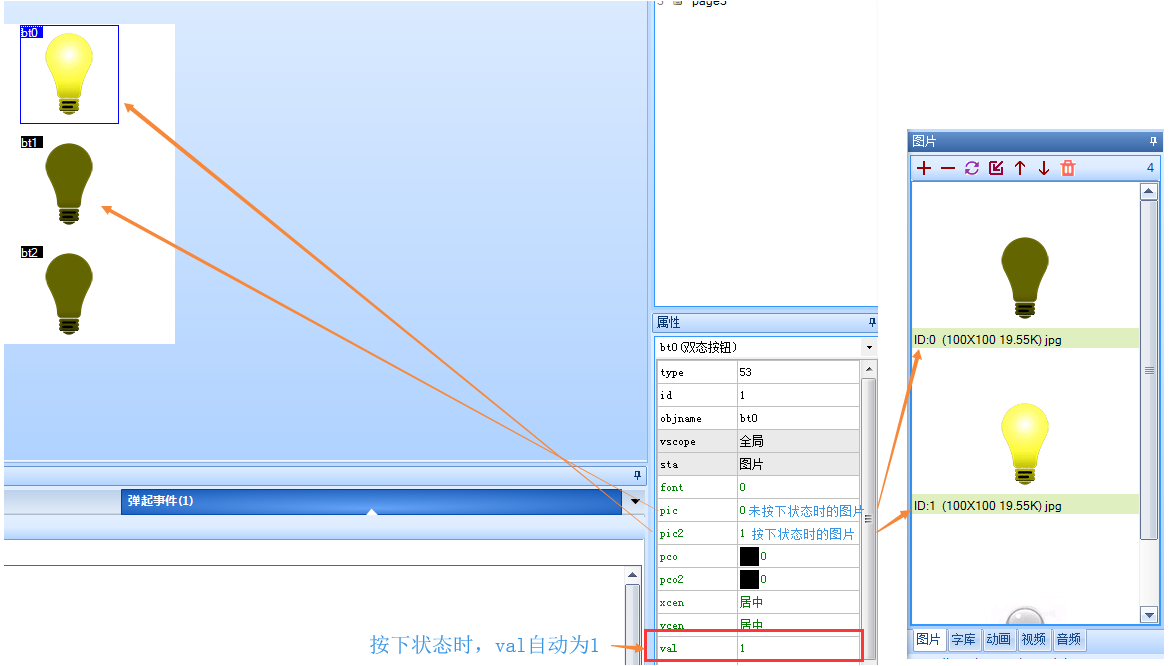 bt0
bt1
bt2
弹起事件(1)
按下状态时，val自动为1
page3
属性
bt0(双态按钮)
type 53
id 1
objname bt0
vscope 全局
sta 图片
font 0
pic 0 未按下状态时的图片
pic2 1 按下状态时的图片
pco 0
pco2 0
xcen 居中
ycen 居中
val 1
图片
4
ID:0 (100X100 19.55K) jpg
ID:1 (100X100 19.55K) jpg
图片 字库 动画 视频 音频